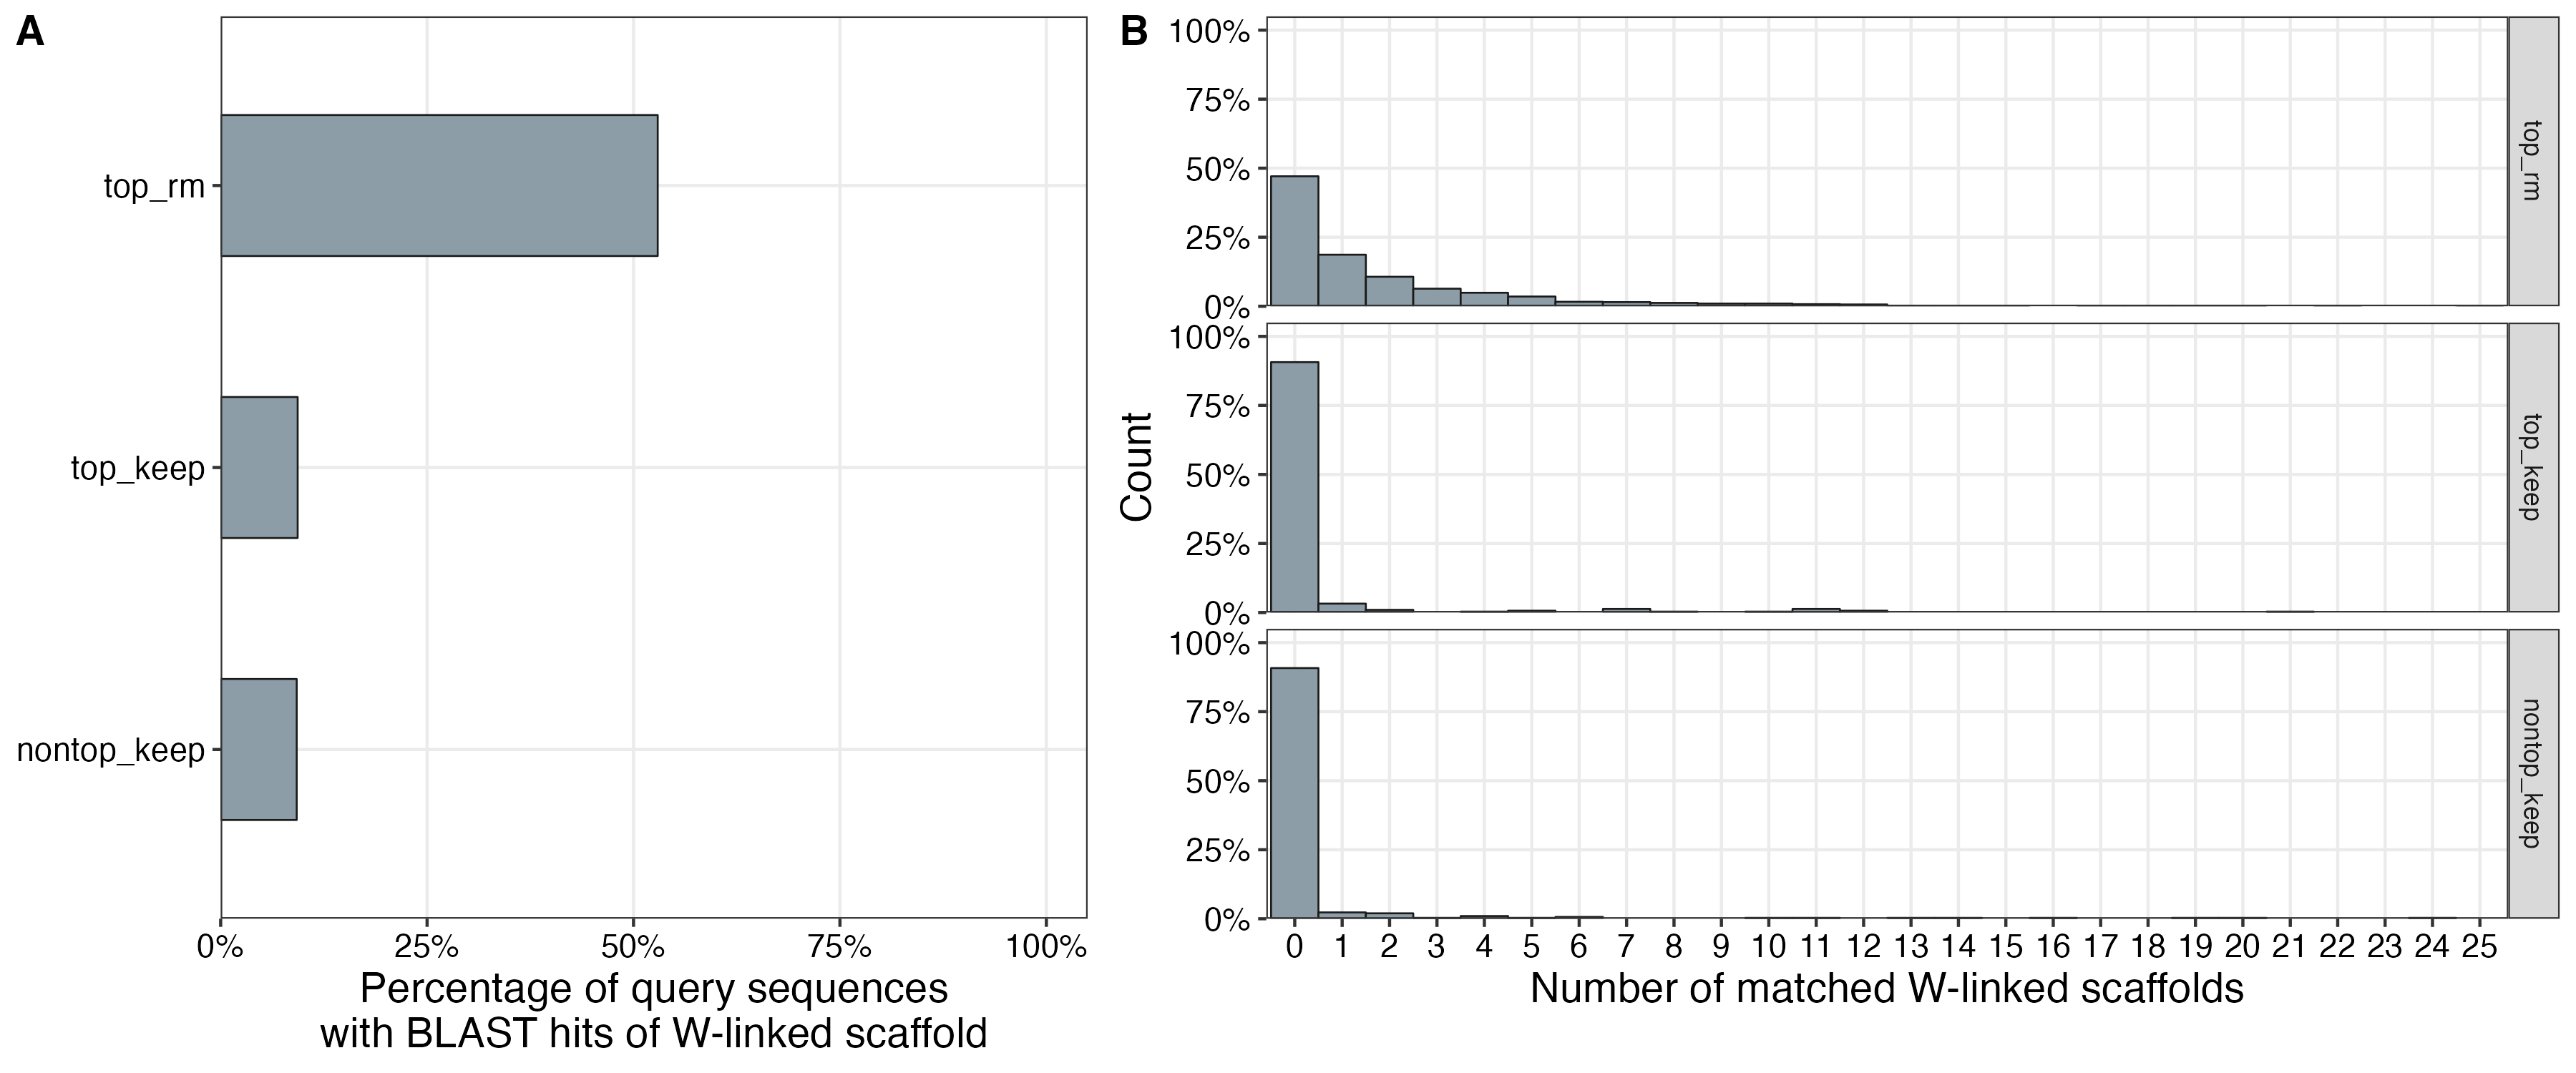 A
top_rm
top_keep
nontop_keep
0% 25% 50% 75% 100%
Percentage of query sequences
with BLAST hits of W-linked scaffold
B
Count
100%
75%
50%
25%
0%
top_rm
100%
75%
50%
25%
0%
top_keep
100%
75%
50%
25%
0%
nontop_keep
0 1 2 3 4 5 6 7 8 9 10 11 12 13 14 15 16 17 18 19 20 21 22 23 24 25
Number of matched W-linked scaffolds